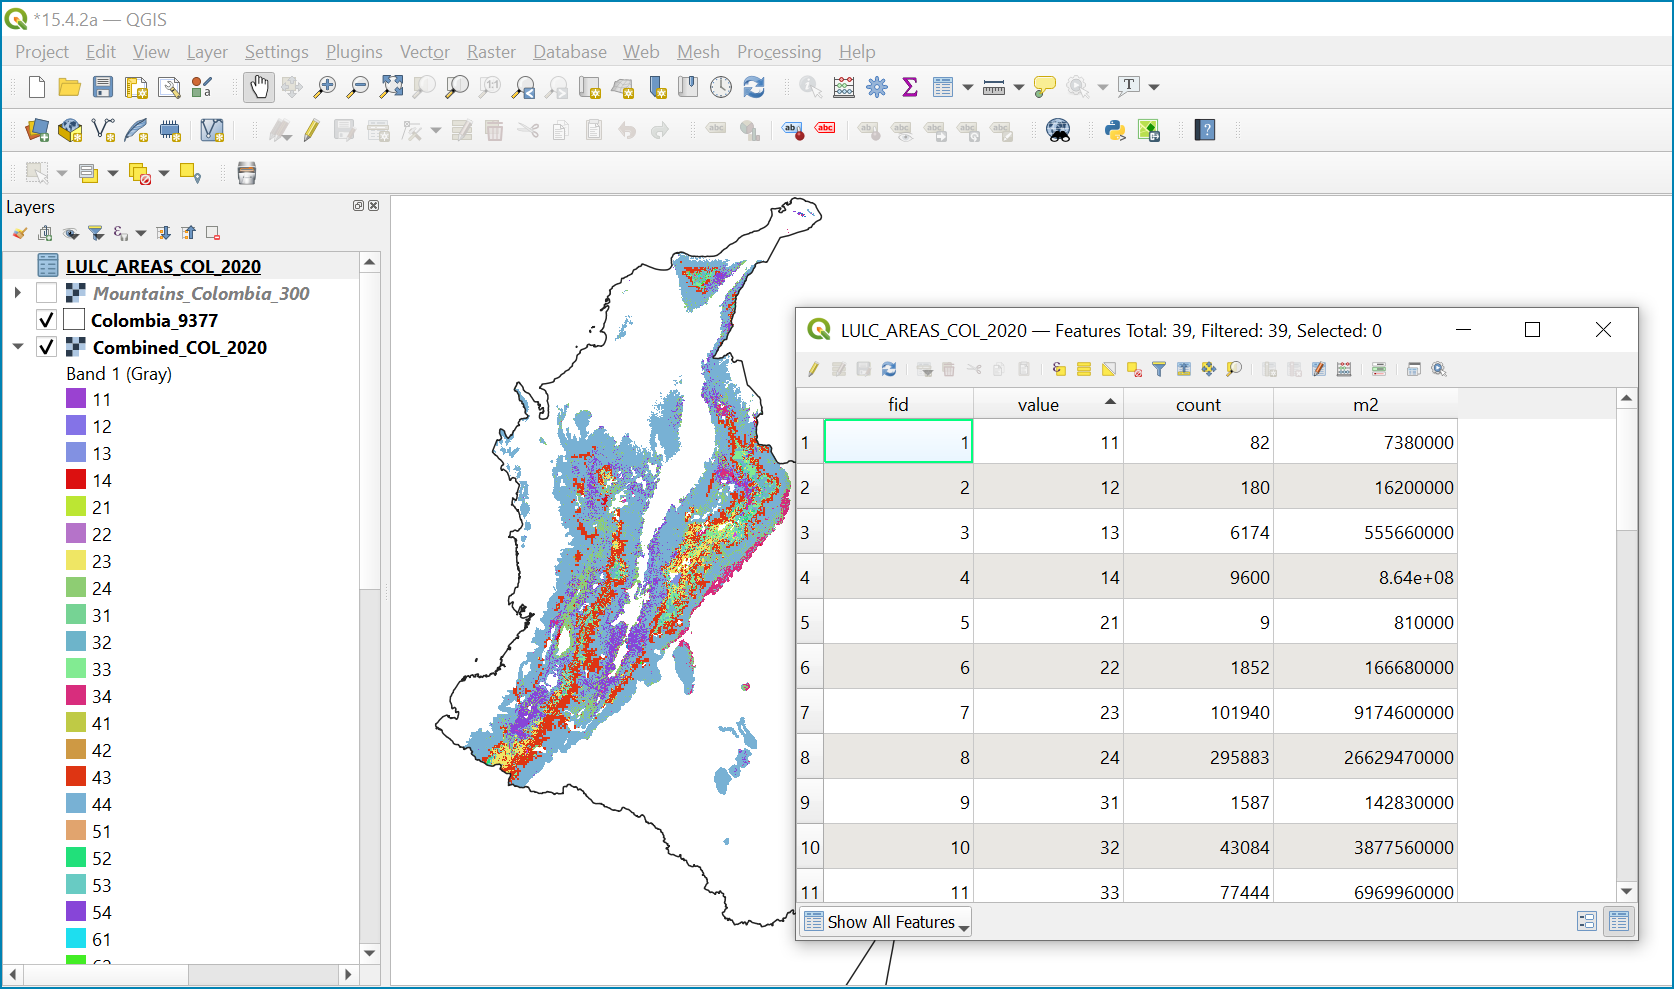 *15.4.2a — QGIS
Project Edit View Layer Settings Plugins Vector Raster Database Web Mesh Processing Help
Layers
LULC_AREAS_COL_2020
Mountains_Colombia_300
Colombia_9377
Combined_COL_2020
Band 1 (Gray)
11
12
13
14
21
22
23
24
31
32
33
34
41
42
43
44
51
52
53
54
61
LULC_AREAS_COL_2020 — Features Total: 39, Filtered: 39, Selected: 0
fid value count m2
1 1 11 82 7380000
2 2 12 180 16200000
3 3 13 6174 555660000
4 4 14 9600 8.64e+08
5 5 21 9 810000
6 6 22 1852 166680000
7 7 23 101940 9174600000
8 8 24 295883 26629470000
9 9 31 1587 142830000
10 10 32 43084 3877560000
11 11 33 77444 6969960000
Show All Features